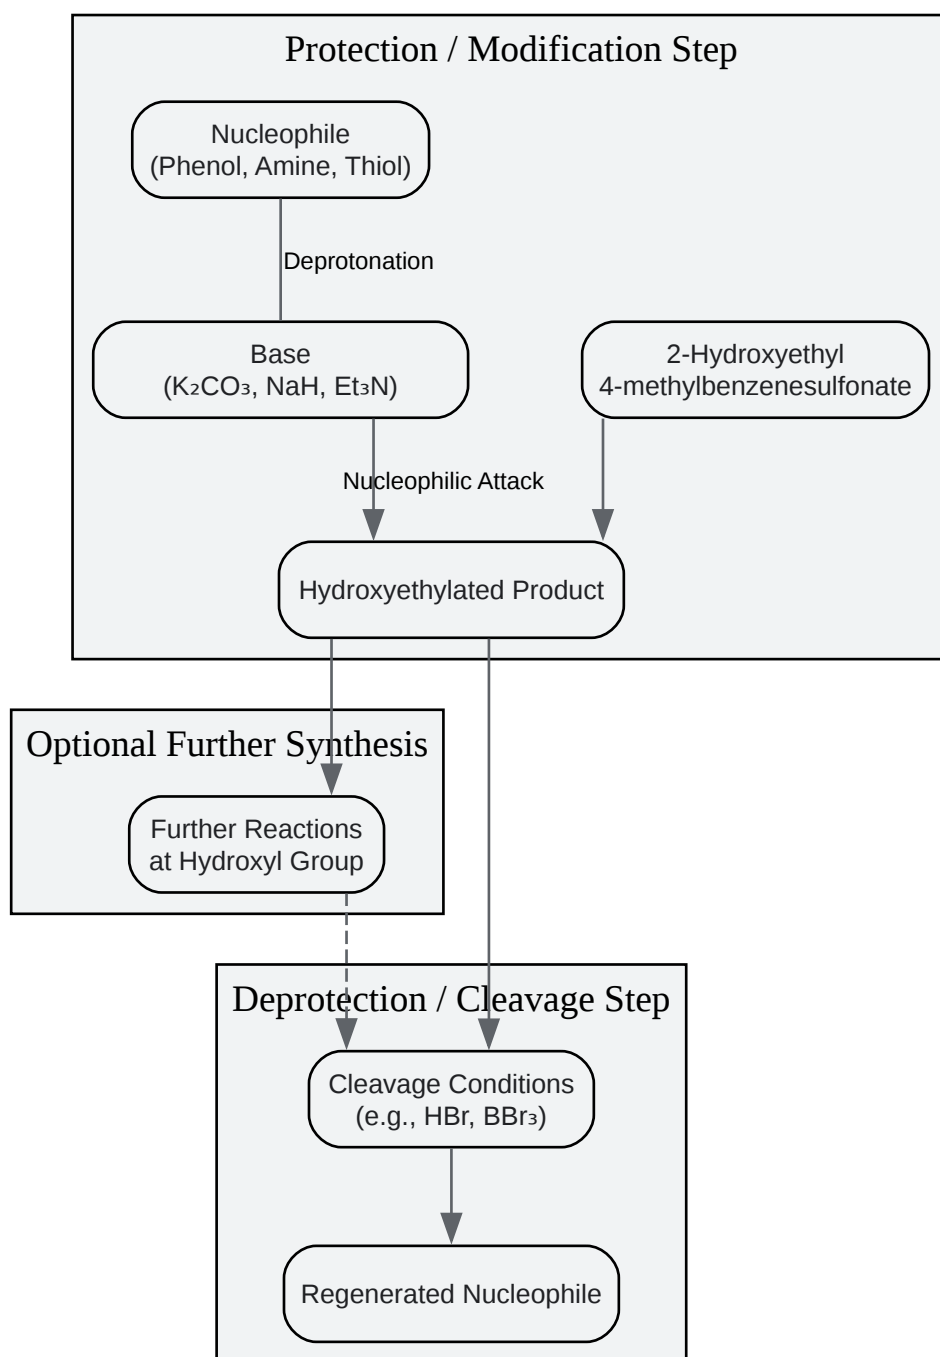 Protection / Modification Step
Nucleophile
(Phenol, Amine, Thiol)
Deprotonation
Base
(K₂CO₃, NaH, Et₃N)
2-Hydroxyethyl
4-methylbenzenesulfonate
Nucleophilic Attack
Hydroxyethylated Product
Optional Further Synthesis
Further Reactions
at Hydroxyl Group
Deprotection / Cleavage Step
Cleavage Conditions
(e.g., HBr, BBr₃)
Regenerated Nucleophile